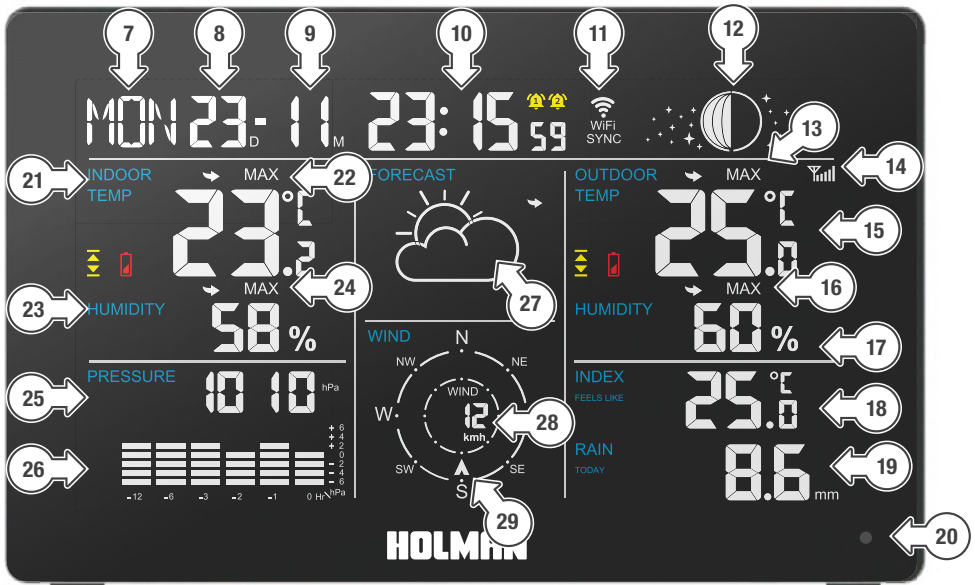 7 8 9 10 11 12
MON 23 D - 11 M 23:15 59 1 2 WiFi SYNC
13
14
21 INDOOR TEMP MAX 22
FORECAST
OUTDOOR TEMP MAX
23.2 °C
25.0 °C 15
MAX 24
MAX 16
23 HUMIDITY 58 %
27
HUMIDITY 60 % 17
WIND
N
NW NE
W
WIND
12
kmh
28
SW SE
S
29
25 PRESSURE 1010 hPa
26
+ 6
+ 4
+ 2
0
- 2
- 4
- 6
-12 -6 -3 -2 -1 0 Hr hPa
INDEX
FEELS LIKE
25.0 °C 18
RAIN
TODAY
8.6 mm 19
HOLMAN
20